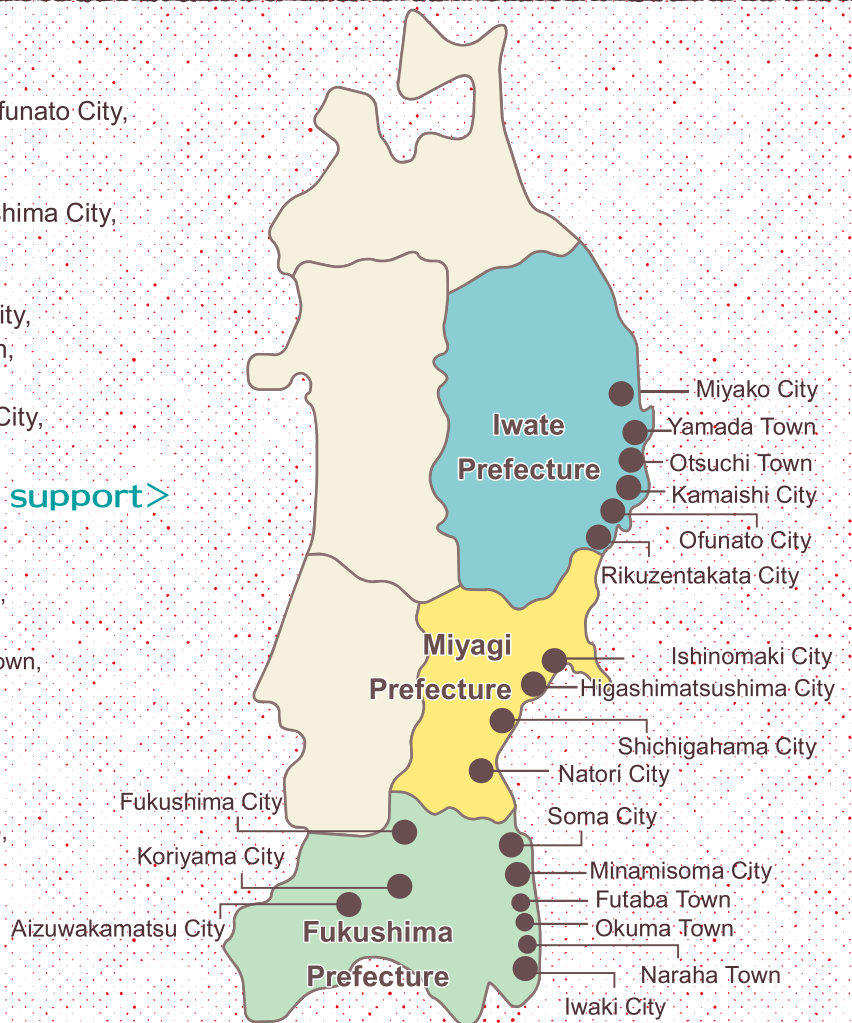 funato City,
hima City,
ity,
City,
support>
own,
Iwate
Prefecture
Miyako City
Yamada Town
Otsuchi Town
Kamaishi City
Ofunato City
Rikuzentakata City
Miyagi
Prefecture
Ishinomaki City
Higashimatsushima City
Shichigahama City
Natori City
Fukushima City
Koriyama City
Aizuwakamatsu City
Fukushima
Prefecture
Soma City
Minamisoma City
Futaba Town
Okuma Town
Naraha Town
Iwaki City